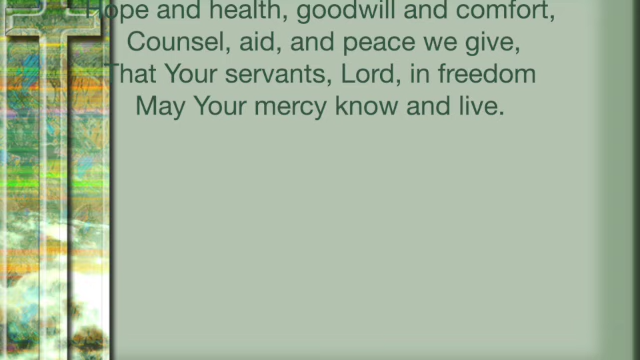 Hope and health, goodwill and comfort,
Counsel, aid, and peace we give,
That Your servants, Lord, in freedom
May Your mercy know and live.